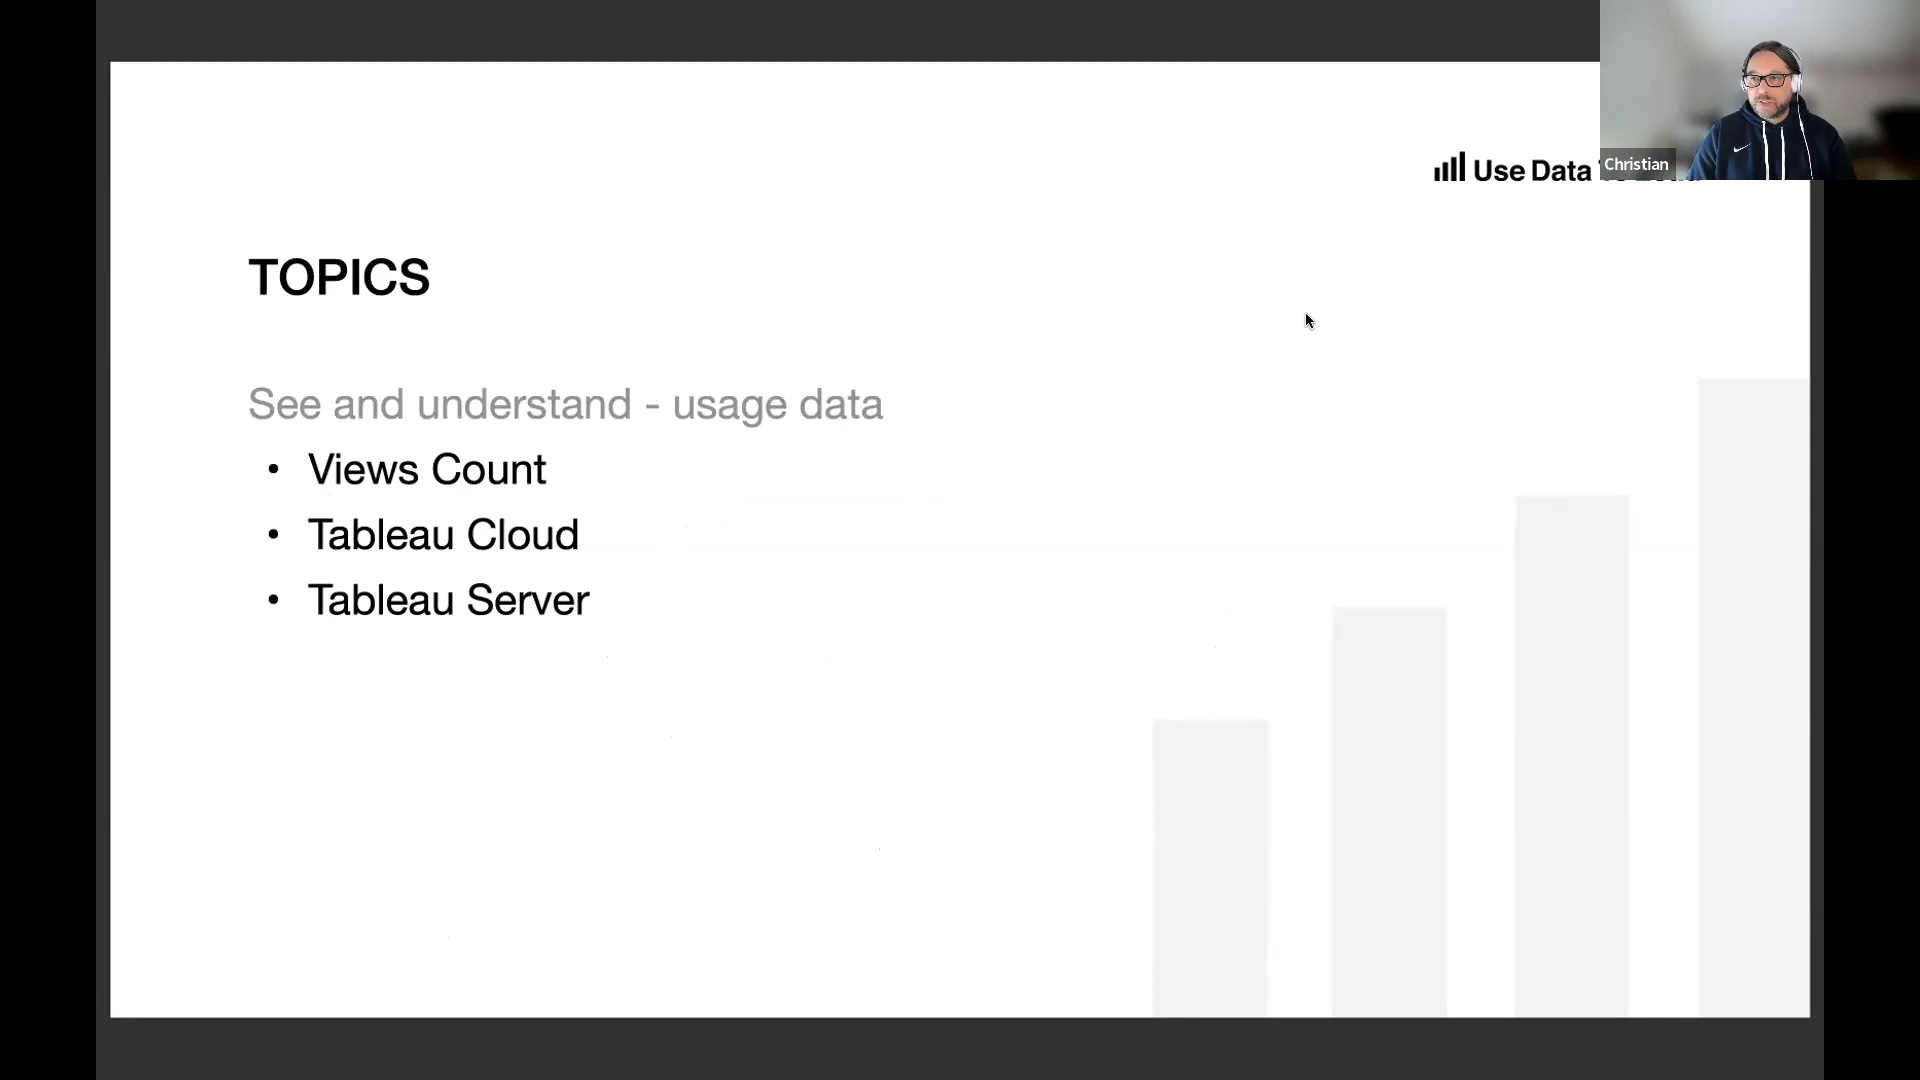 Use Data
Christian
TOPICS
See and understand - usage data
• Views Count
• Tableau Cloud
• Tableau Server